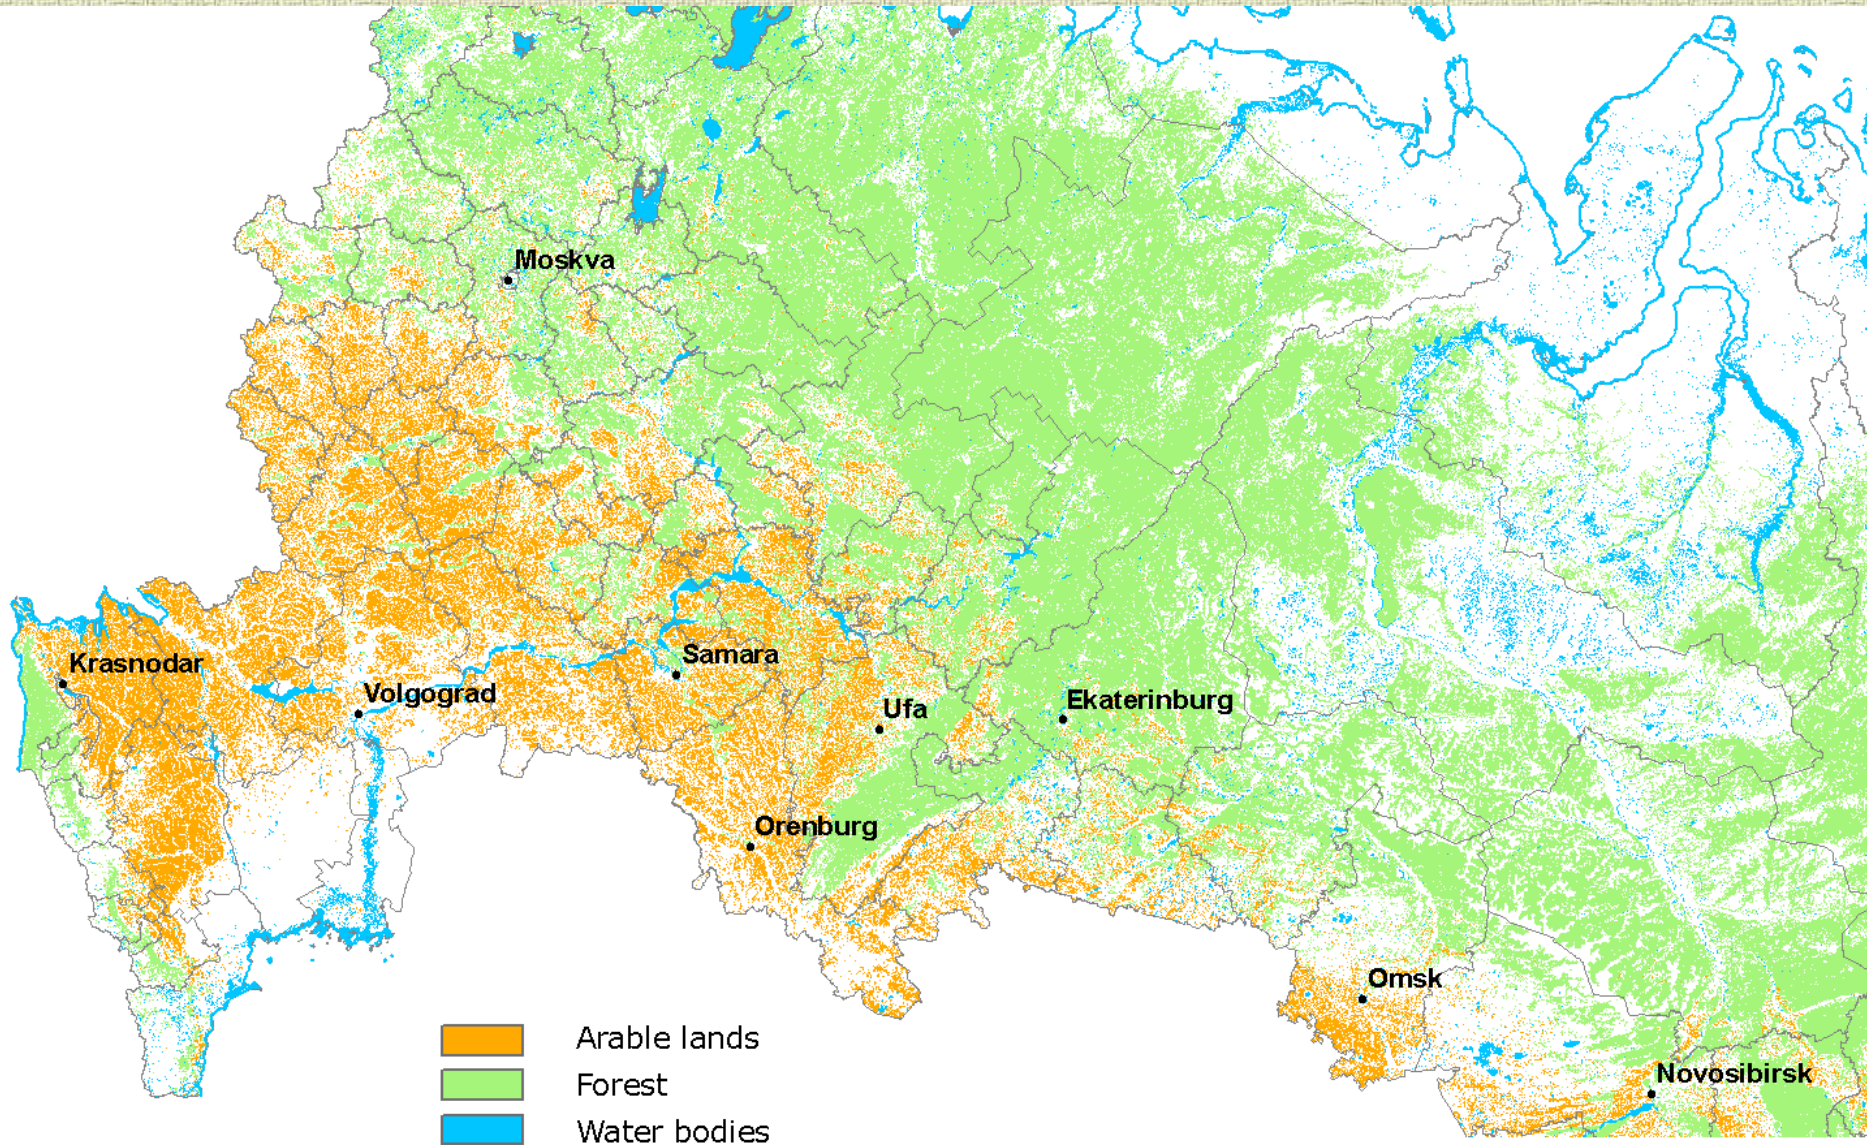 Moskva
Krasnodar
Samara
Volgograd
Ufa
Ekaterinburg
Orenburg
Omsk
Novosibirsk
Arable lands
Forest
Water bodies